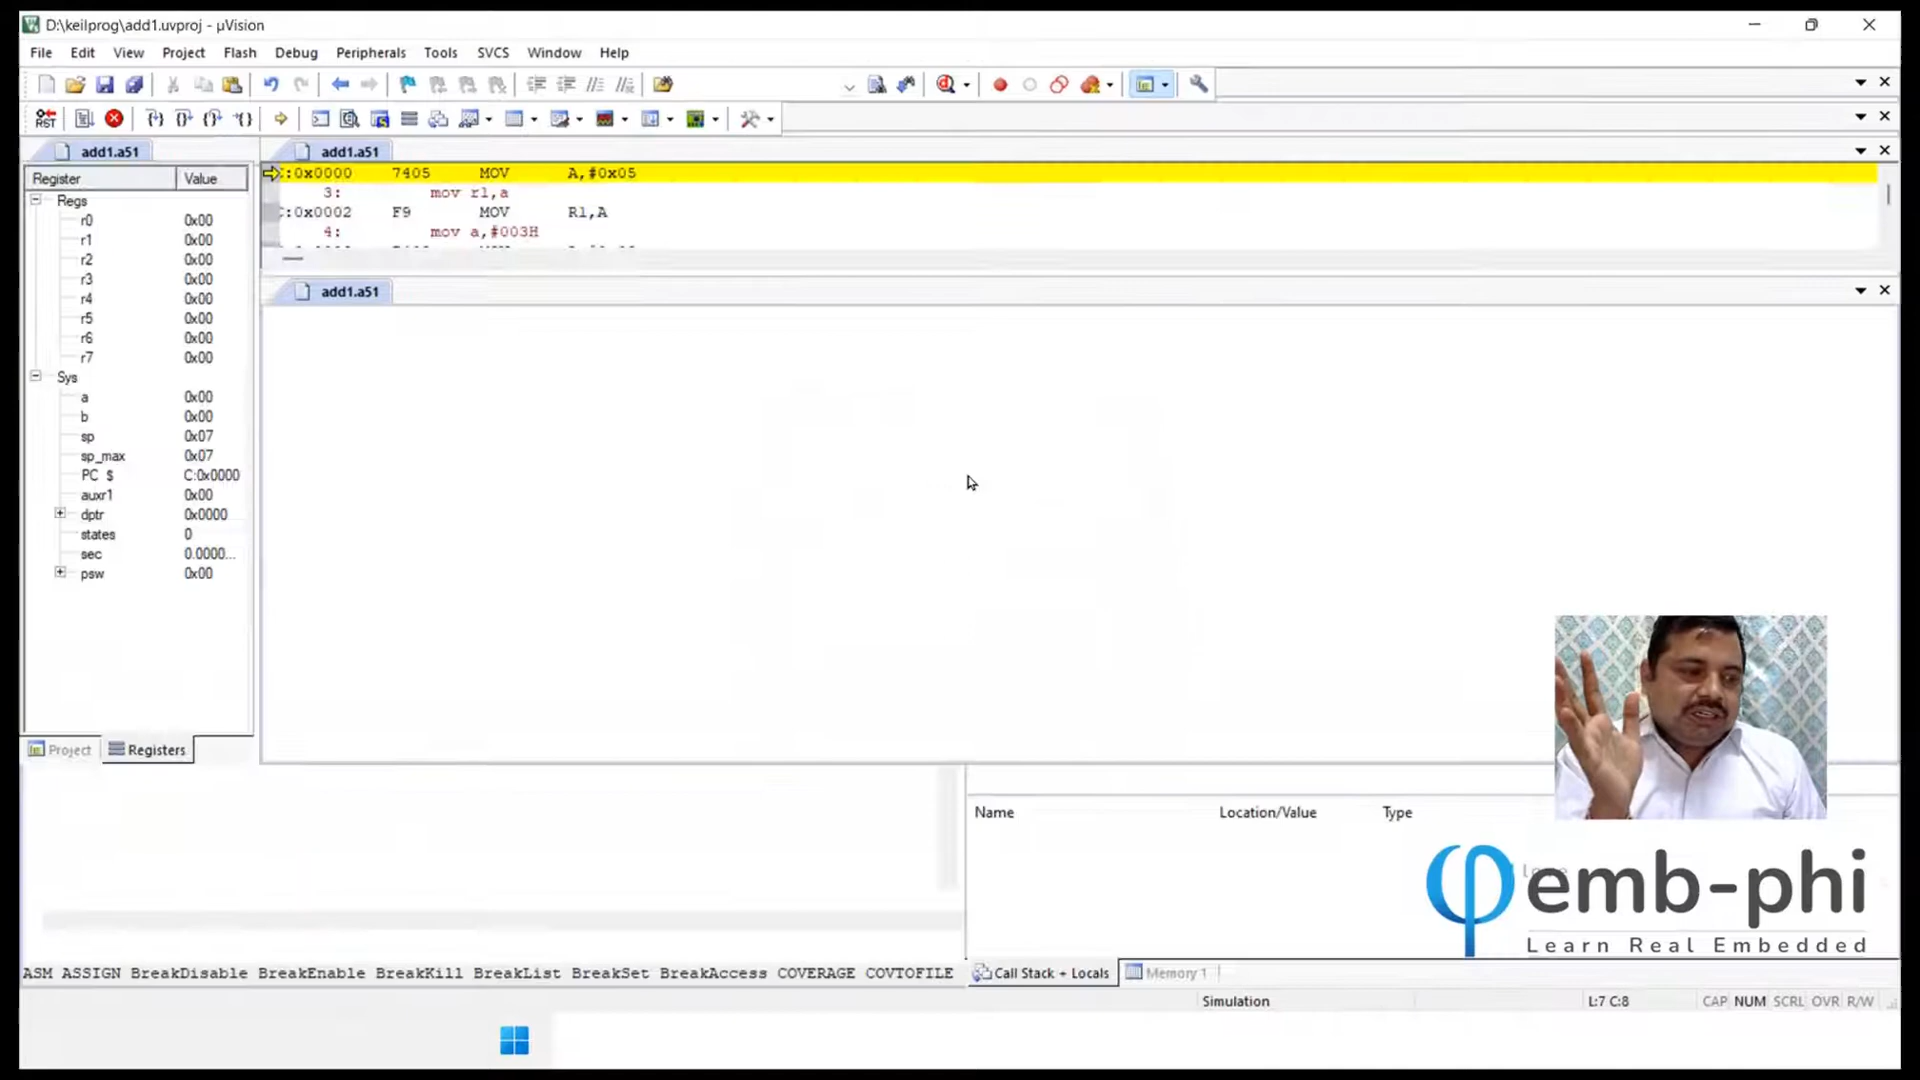 D:\keilprog\add1.uvproj - µVision
File Edit View Project Flash Debug Peripherals Tools SVCS Window Help
RST
add1.a51
Register Value
Regs
r0 0x00
r1 0x00
r2 0x00
r3 0x00
r4 0x00
r5 0x00
r6 0x00
r7 0x00
Sys
a 0x00
b 0x00
sp 0x07
sp_max 0x07
PC $ C:0x0000
auxr1 0x00
dptr 0x0000
states 0
sec 0.0000...
psw 0x00
Project Registers
add1.a51
C:0x0000 7405 MOV A,#0x05
3: mov r1,a
C:0x0002 F9 MOV R1,A
4: mov a,#003H
add1.a51
ASM ASSIGN BreakDisable BreakEnable BreakKill BreakList BreakSet BreakAccess COVERAGE COVTOFILE
Name Location/Value Type
Call Stack + Locals Memory 1
φ emb-phi
Learn Real Embedded
Simulation L:7 C:8 CAP NUM SCRL OVR R/W